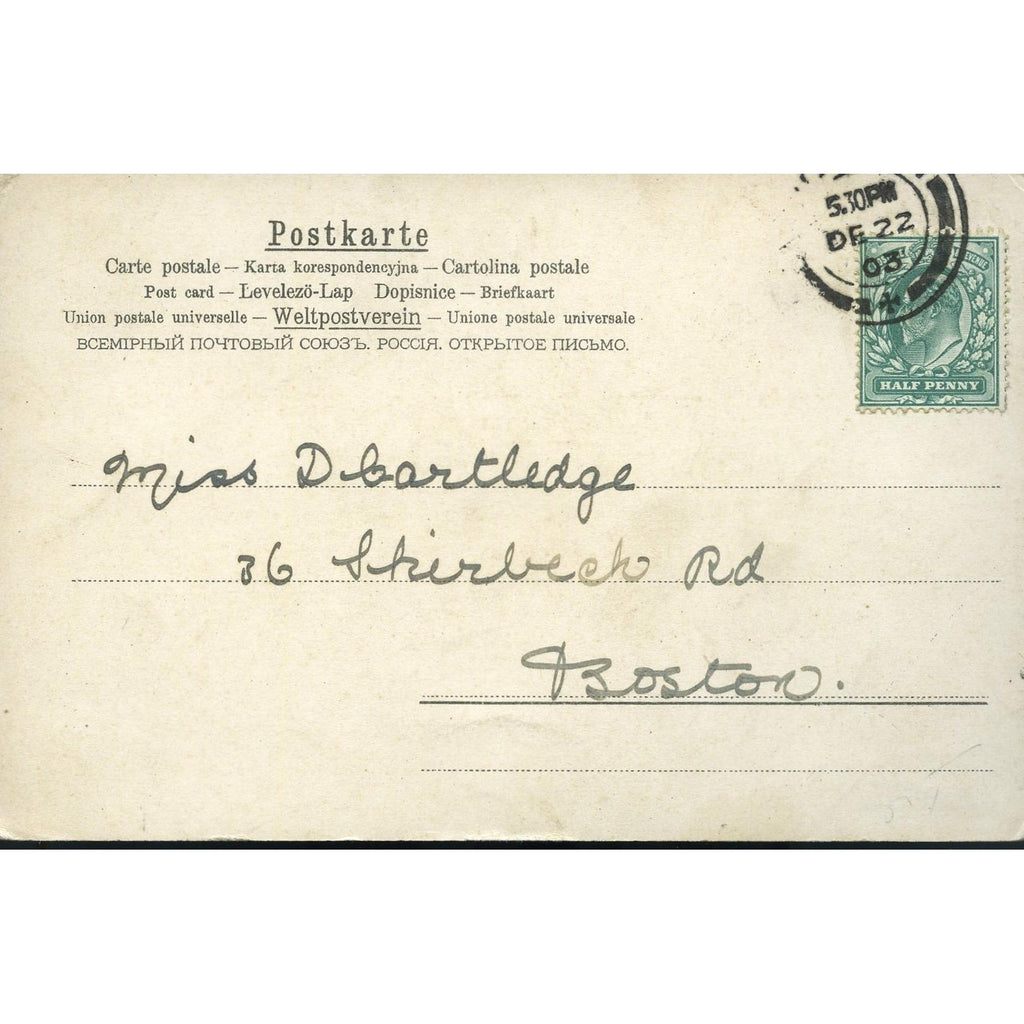 Postkarte
Carte postale — Karta korespondencyjna — Cartolina postale
Post card — Levelező-Lap Dopisnice — Briefkaart
Union postale universelle — Weltpostverein — Unione postale universale
ВСЕМІРНЫЙ ПОЧТОВЫЙ СОЮЗЪ. РОССІЯ. ОТКРЫТОЕ ПИСЬМО.
5.30PM
DE 22
03
REVENUE
HALF PENNY
Miss D Cartledge
36 Skirbeck Rd
Boston.